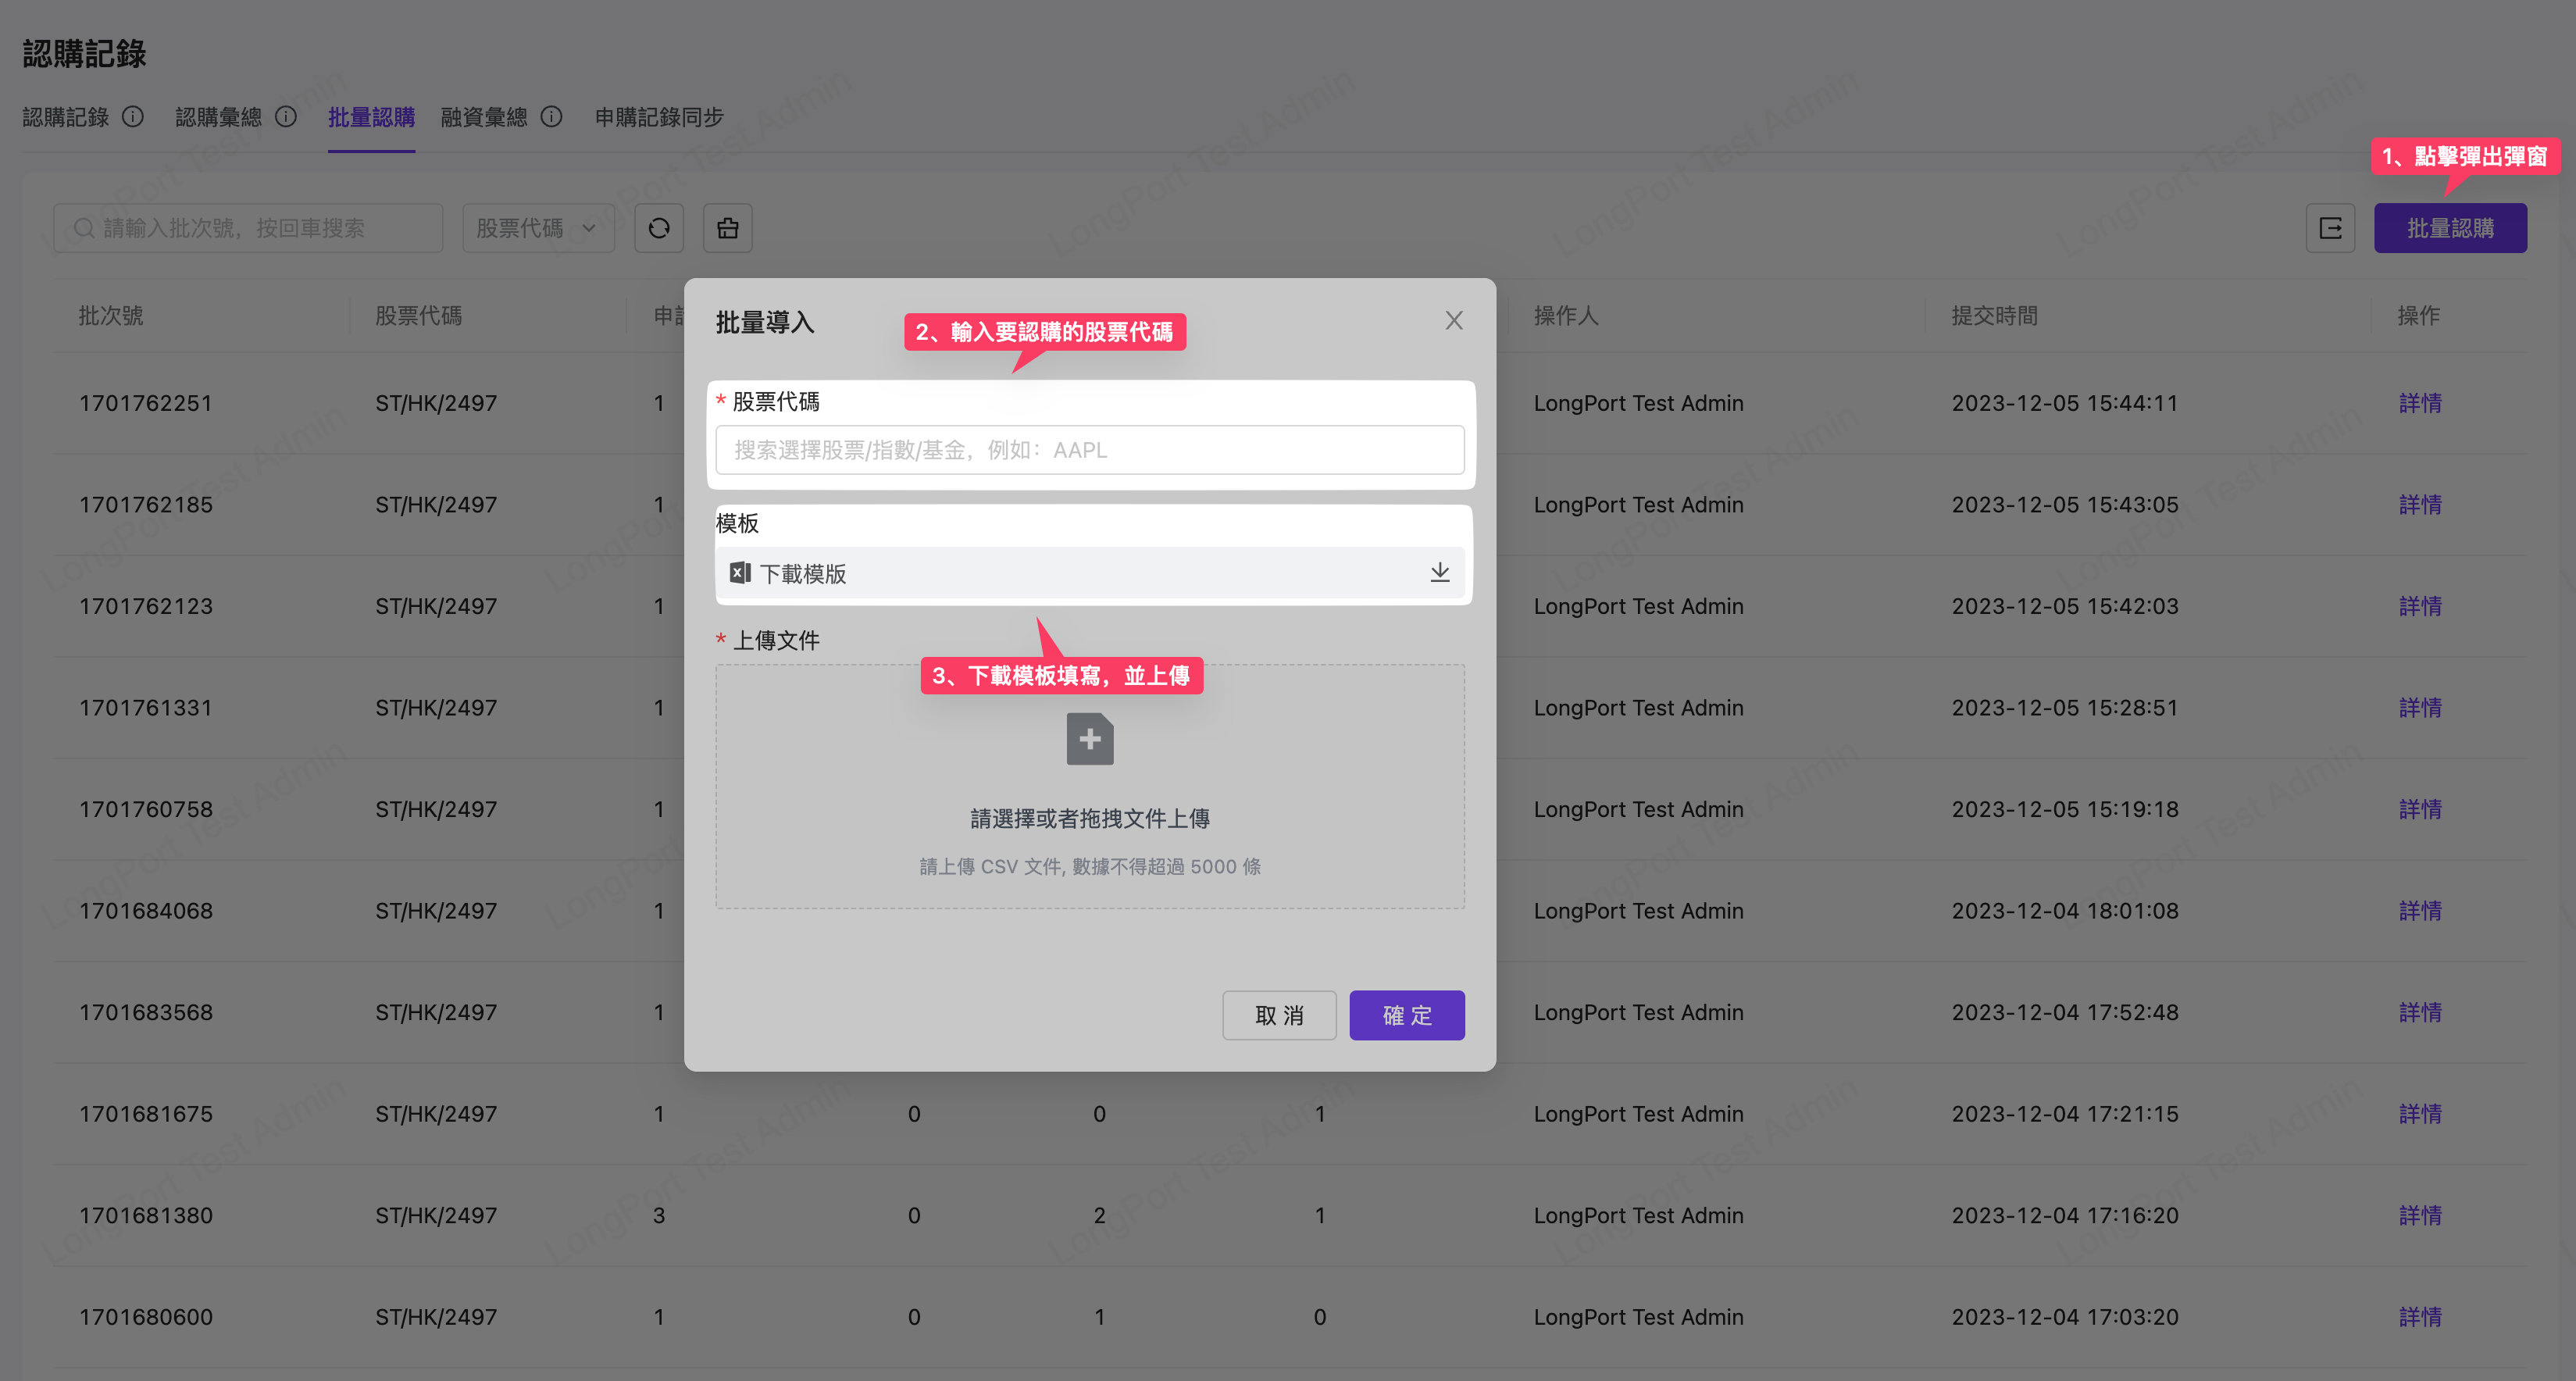 認購記錄
認購記錄 認購彙總 批量認購 融資彙總 申購記錄同步
1、點擊彈出彈窗
請輸入批次號，按回車搜索 股票代碼 批量認購
批次號 股票代碼 操作人 提交時間 操作
批量導入
2、輸入要認購的股票代碼
* 股票代碼
搜索選擇股票/指數/基金，例如：AAPL
模板
下載模版
* 上傳文件
3、下載模板填寫，並上傳
請選擇或者拖拽文件上傳
請上傳 CSV 文件, 數據不得超過 5000 條
取消 確定
1701762251 ST/HK/2497 1 LongPort Test Admin 2023-12-05 15:44:11 詳情
1701762185 ST/HK/2497 1 LongPort Test Admin 2023-12-05 15:43:05 詳情
1701762123 ST/HK/2497 1 LongPort Test Admin 2023-12-05 15:42:03 詳情
1701761331 ST/HK/2497 1 LongPort Test Admin 2023-12-05 15:28:51 詳情
1701760758 ST/HK/2497 1 LongPort Test Admin 2023-12-05 15:19:18 詳情
1701684068 ST/HK/2497 1 LongPort Test Admin 2023-12-04 18:01:08 詳情
1701683568 ST/HK/2497 1 LongPort Test Admin 2023-12-04 17:52:48 詳情
1701681675 ST/HK/2497 1 0 0 1 LongPort Test Admin 2023-12-04 17:21:15 詳情
1701681380 ST/HK/2497 3 0 2 1 LongPort Test Admin 2023-12-04 17:16:20 詳情
1701680600 ST/HK/2497 1 0 1 0 LongPort Test Admin 2023-12-04 17:03:20 詳情
LongPort Test Admin